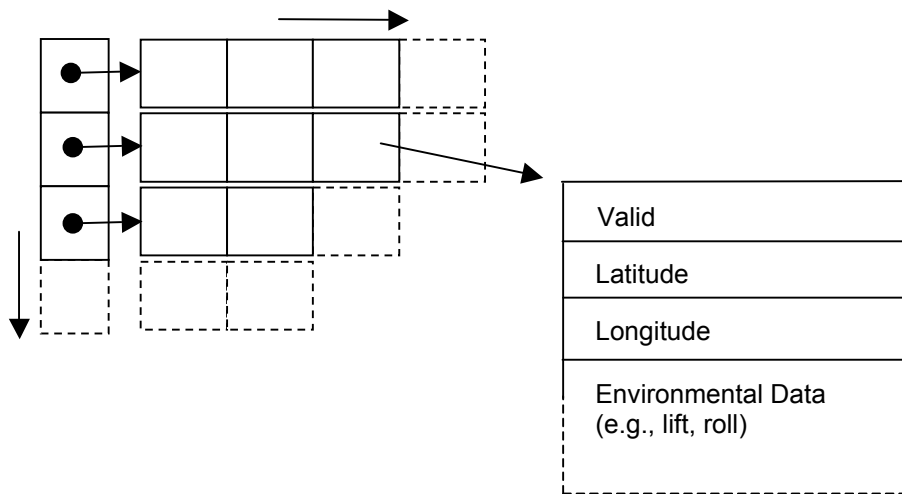 Valid
Latitude
Longitude
Environmental Data
(e.g., lift, roll)